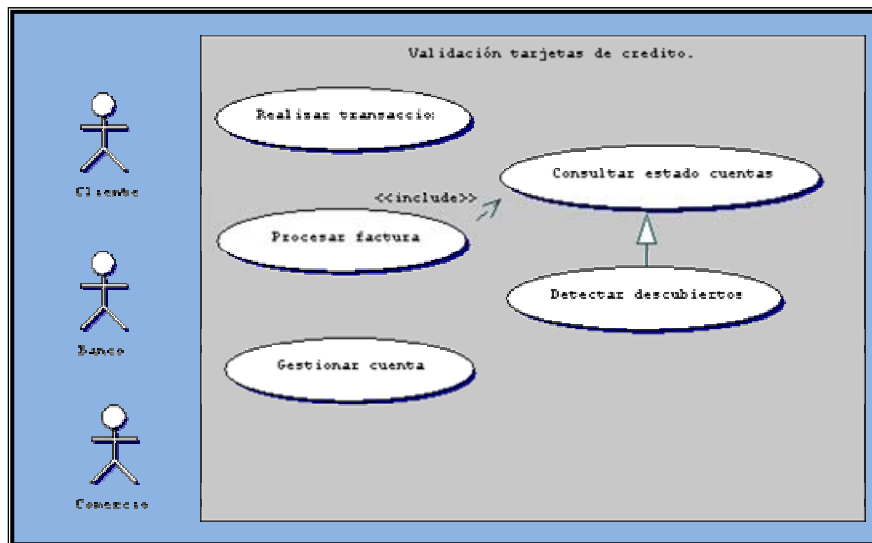 Validación tarjetas de credito.
Realizar transaccio
Cliente
Consultar estado cuentas
<<include>>
Procesar factura
Banco
Detectar descubiertos
Gestionar cuenta
Comercio